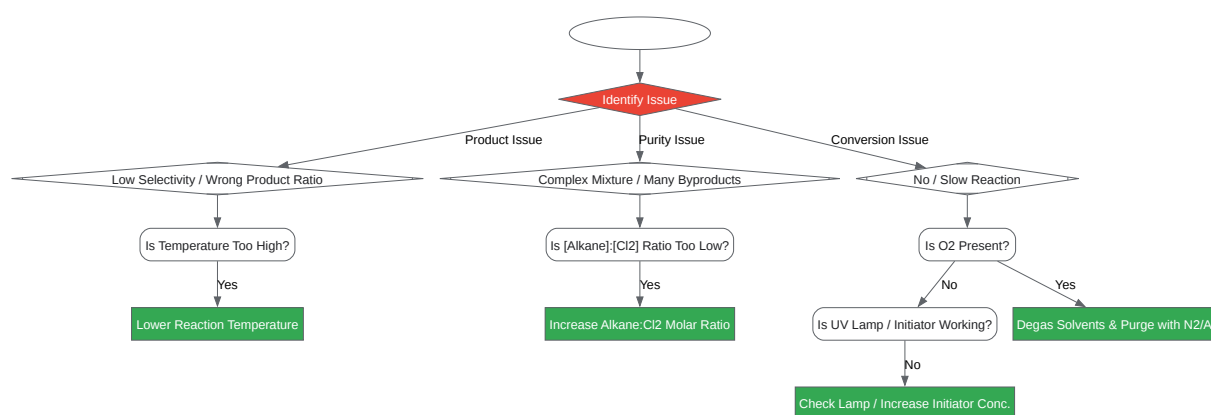 Identify Issue
Product Issue
Purity Issue
Conversion Issue
Low Selectivity / Wrong Product Ratio
Complex Mixture / Many Byproducts
No / Slow Reaction
Is Temperature Too High?
Is [Alkane]:[Cl2] Ratio Too Low?
Is O2 Present?
Yes
Yes
No
Yes
Lower Reaction Temperature
Increase Alkane:Cl2 Molar Ratio
Is UV Lamp / Initiator Working?
Degas Solvents & Purge with N2/A
No
Check Lamp / Increase Initiator Conc.